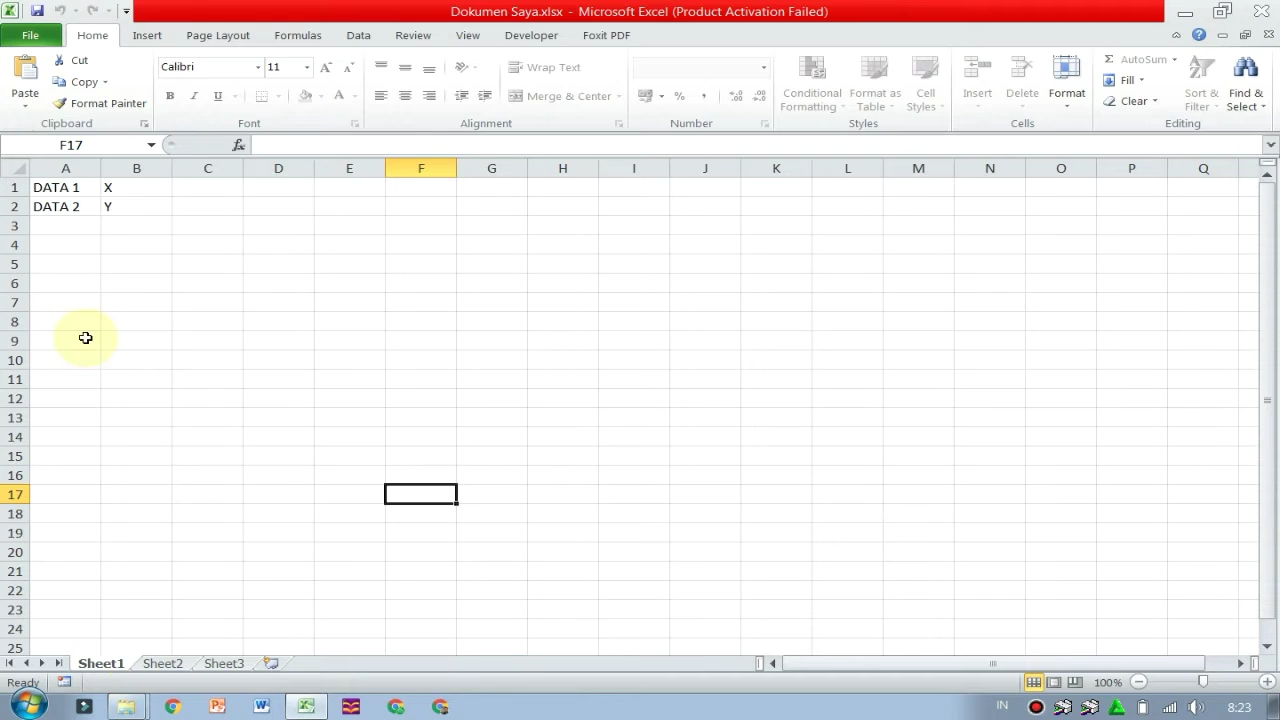 Dokumen Saya.xlsx - Microsoft Excel (Product Activation Failed)
File Home Insert Page Layout Formulas Data Review View Developer Foxit PDF
Paste
Cut
Copy
Format Painter
Clipboard
Calibri 11
B I U
Font
Wrap Text
Merge & Center
Alignment
% ,
Number
Conditional Formatting
Format as Table
Cell Styles
Styles
Insert
Delete
Format
Cells
AutoSum
Fill
Clear
Sort & Filter
Find & Select
Editing
F17 fx
A B C D E F G H I J K L M N O P Q
1 DATA 1 X
2 DATA 2 Y
3
4
5
6
7
8
9
10
11
12
13
14
15
16
17
18
19
20
21
22
23
24
25
Sheet1 Sheet2 Sheet3
Ready 100%
IN 8:23